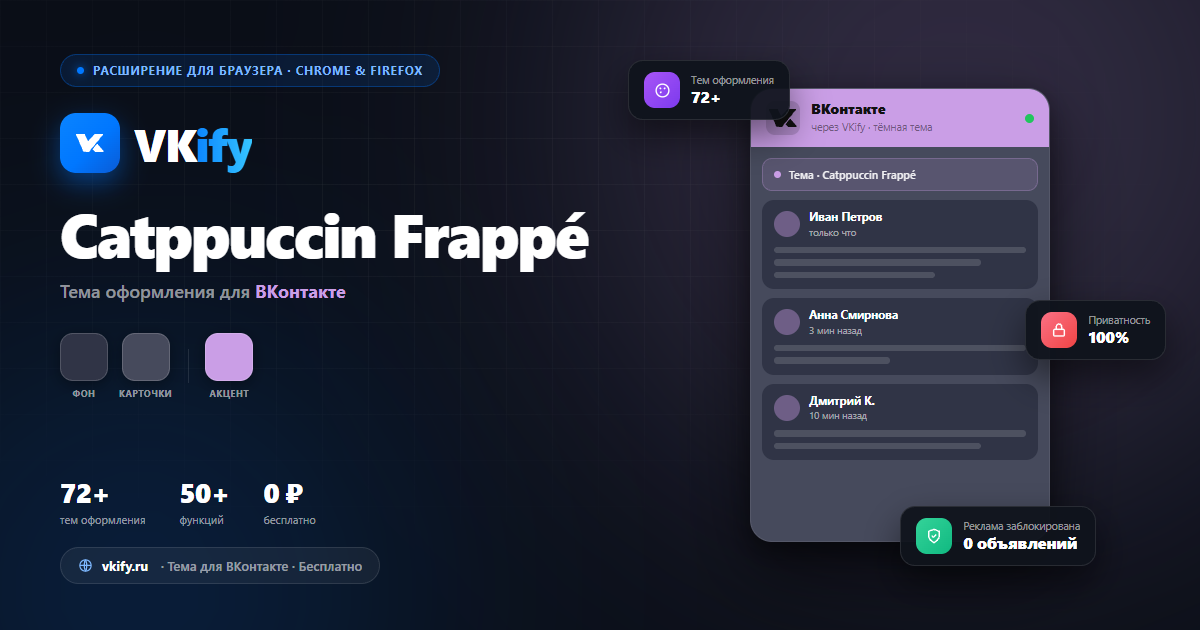 РАСШИРЕНИЕ ДЛЯ БРАУЗЕРА · CHROME & FIREFOX
VKify
Catppuccin Frappé
Тема оформления для ВКонтакте
ФОН
КАРТОЧКИ
АКЦЕНТ
72+
тем оформления
50+
функций
0 ₽
бесплатно
vkify.ru · Тема для ВКонтакте · Бесплатно
Тем оформления
72+
ВКонтакте
через VKify · тёмная тема
Тема · Catppuccin Frappé
Иван Петров
только что
Анна Смирнова
3 мин назад
Дмитрий К.
10 мин назад
Приватность
100%
Реклама заблокирована
0 объявлений